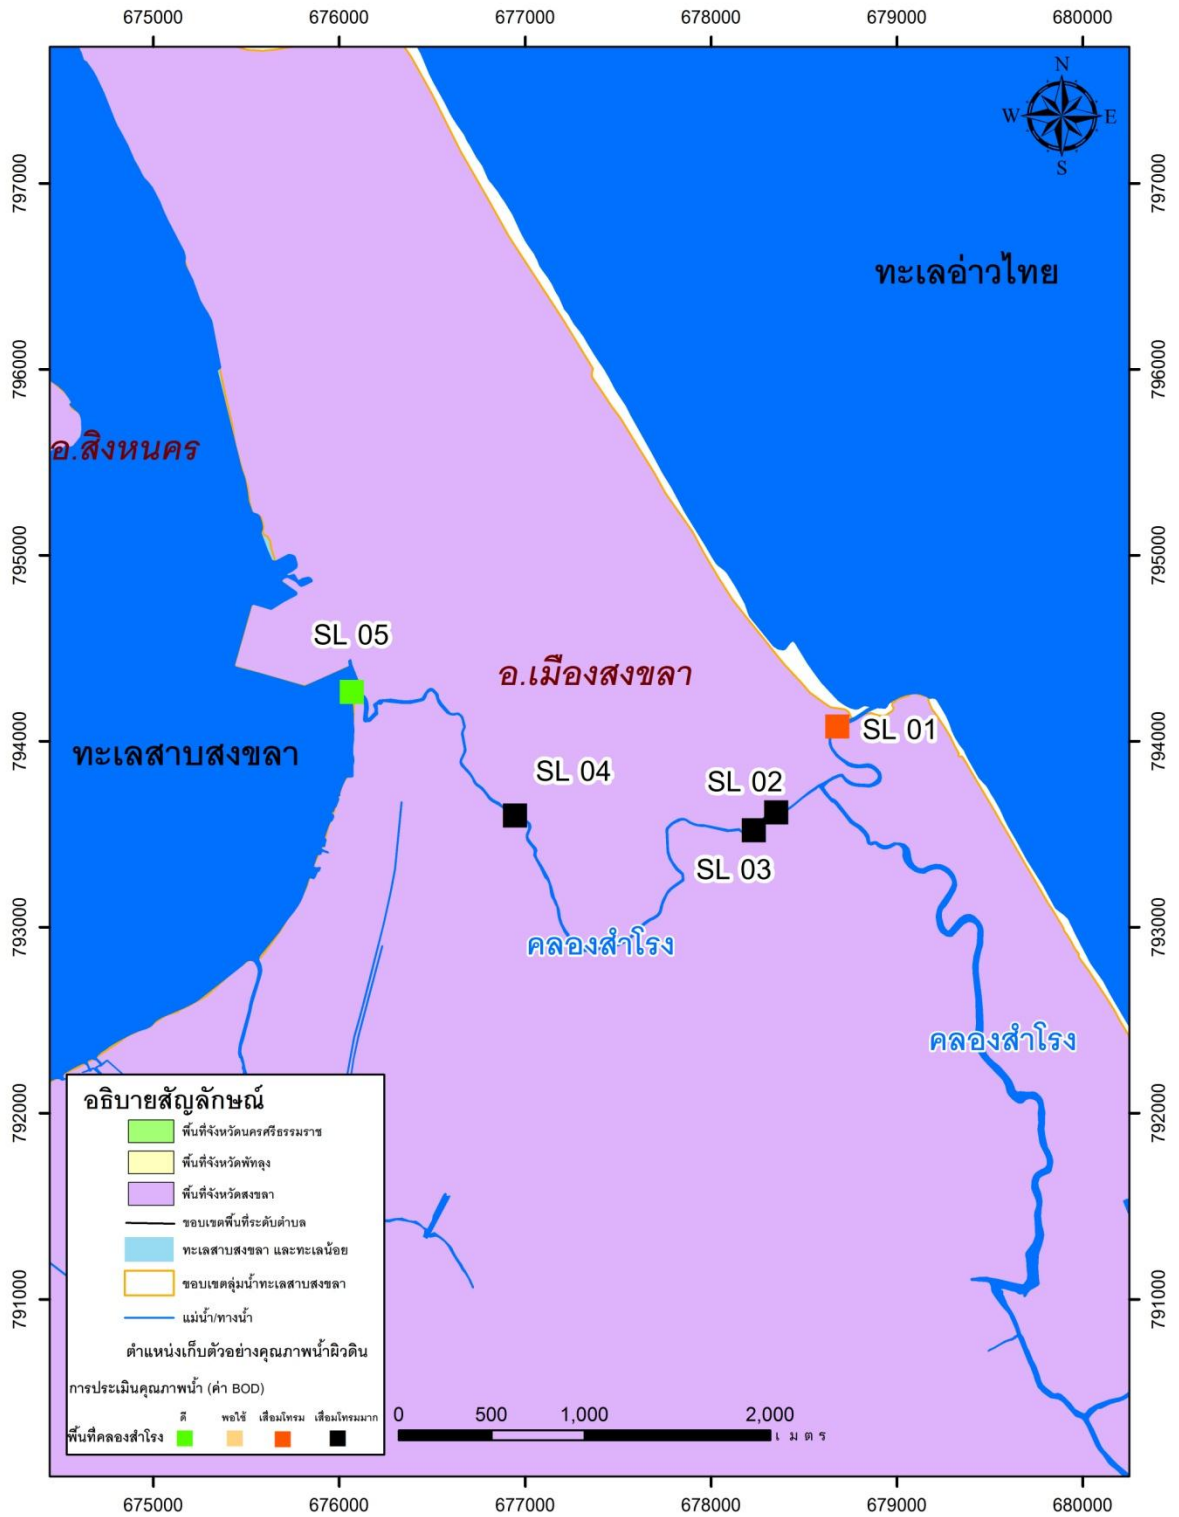 675000 676000 677000 678000 679000 680000
N
W E
S
797000 797000
ทะเลอ่าวไทย
796000 796000
อ.สิงหนคร
795000 795000
SL 05
อ.เมืองสงขลา
794000 794000
SL 01
ทะเลสาบสงขลา
SL 04
SL 02
SL 03
793000 793000
คลองสำโรง
คลองสำโรง
792000 792000
อธิบายสัญลักษณ์
พื้นที่จังหวัดนครศรีธรรมราช
พื้นที่จังหวัดพัทลุง
พื้นที่จังหวัดสงขลา
ขอบเขตพื้นที่ระดับตำบล
ทะเลสาบสงขลา และทะเลน้อย
ขอบเขตลุ่มน้ำทะเลสาบสงขลา
แม่น้ำ/ทางน้ำ
ตำแหน่งเก็บตัวอย่างคุณภาพน้ำผิวดิน
การประเมินคุณภาพน้ำ (ค่า BOD)
ดี พอใช้ เสื่อมโทรม เสื่อมโทรมมาก
พื้นที่คลองสำโรง
791000 791000
0 500 1,000 2,000
เมตร
675000 676000 677000 678000 679000 680000